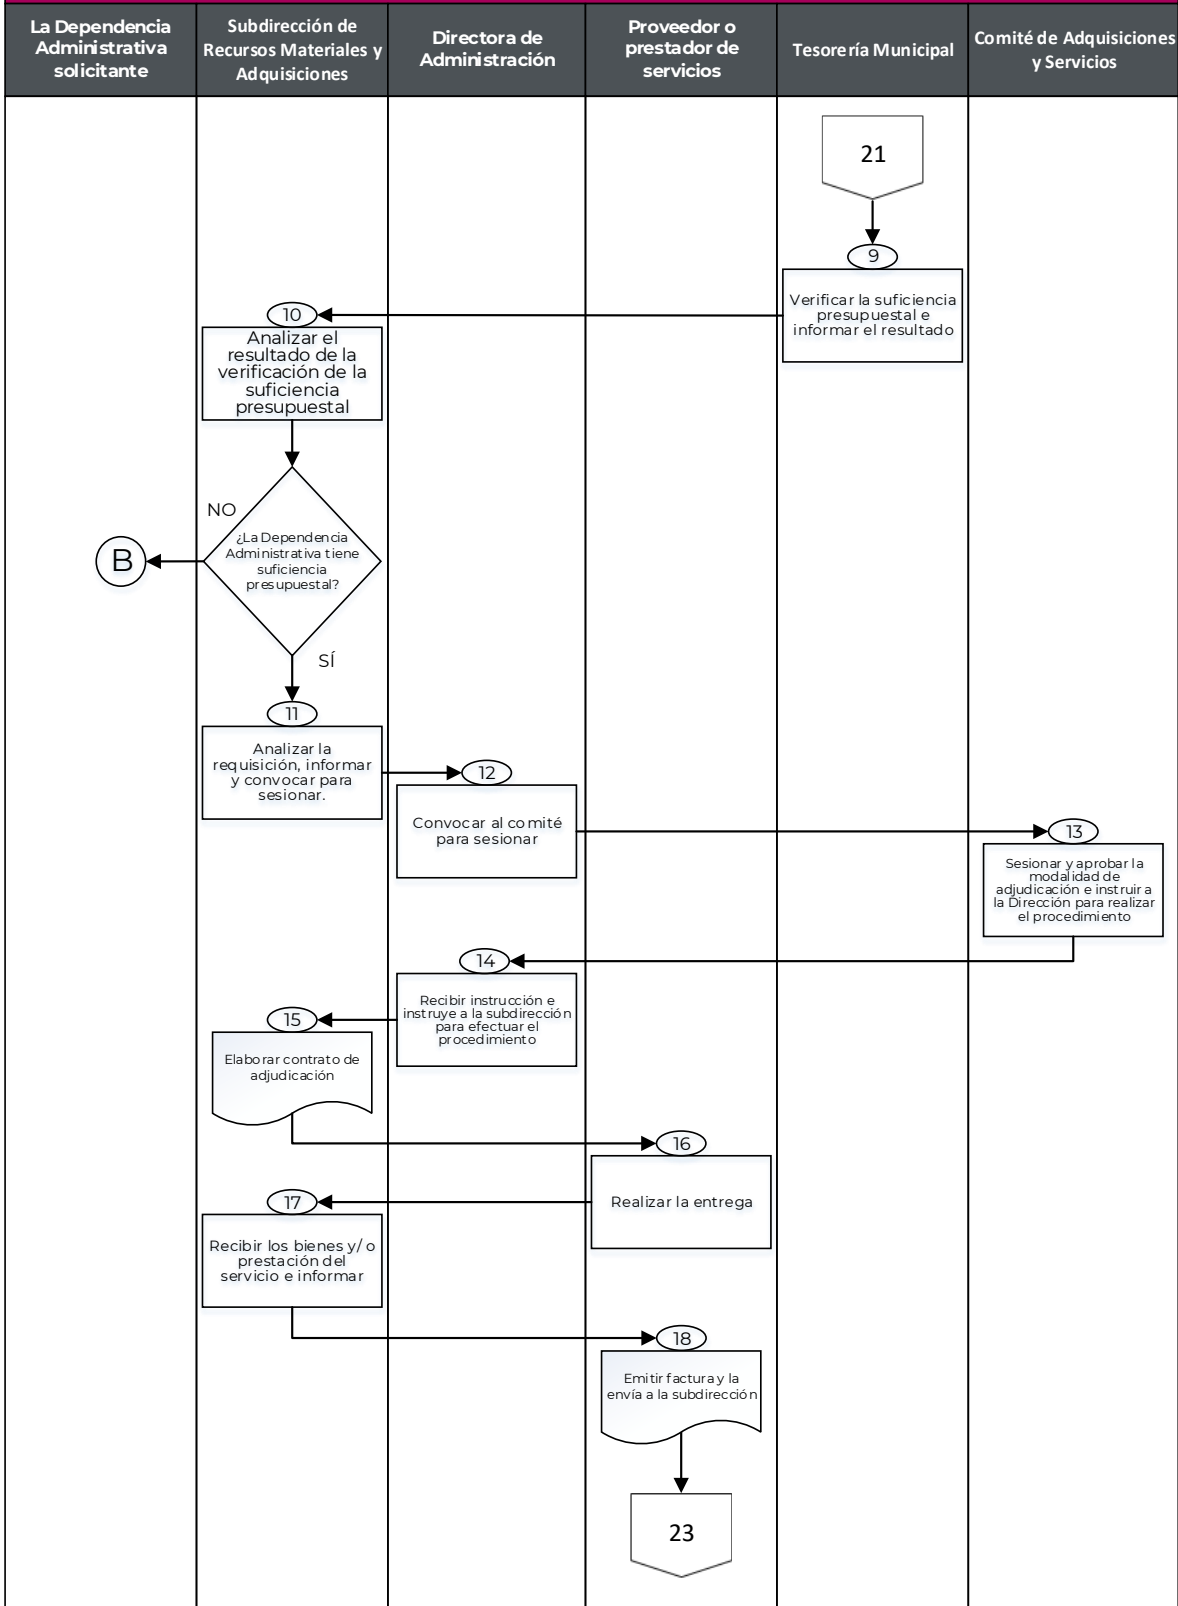 La Dependencia
Administrativa
solicitante
Subdirección de
Recursos Materiales y
Adquisiciones
Directora de
Administración
Proveedor o
prestador de
servicios
Tesorería Municipal
Comité de Adquisiciones
y Servicios
21
9
Verificar la suficiencia
presupuestal e
informar el resultado
10
Analizar el
resultado de la
verificación de la
suficiencia
presupuestal
NO
¿La Dependencia
Administrativa tiene
suficiencia
presupuestal?
B
SÍ
11
Analizar la
requisición, informar
y convocar para
sesionar.
12
Convocar al comité
para sesionar
13
Sesionar y aprobar la
modalidad de
adjudicación e instruir a
la Dirección para realizar
el procedimiento
14
Recibir instrucción e
instruye a la subdirección
para efectuar el
procedimiento
15
Elaborar contrato de
adjudicación
16
Realizar la entrega
17
Recibir los bienes y/o
prestación del
servicio e informar
18
Emitir factura y la
envía a la subdirección
23